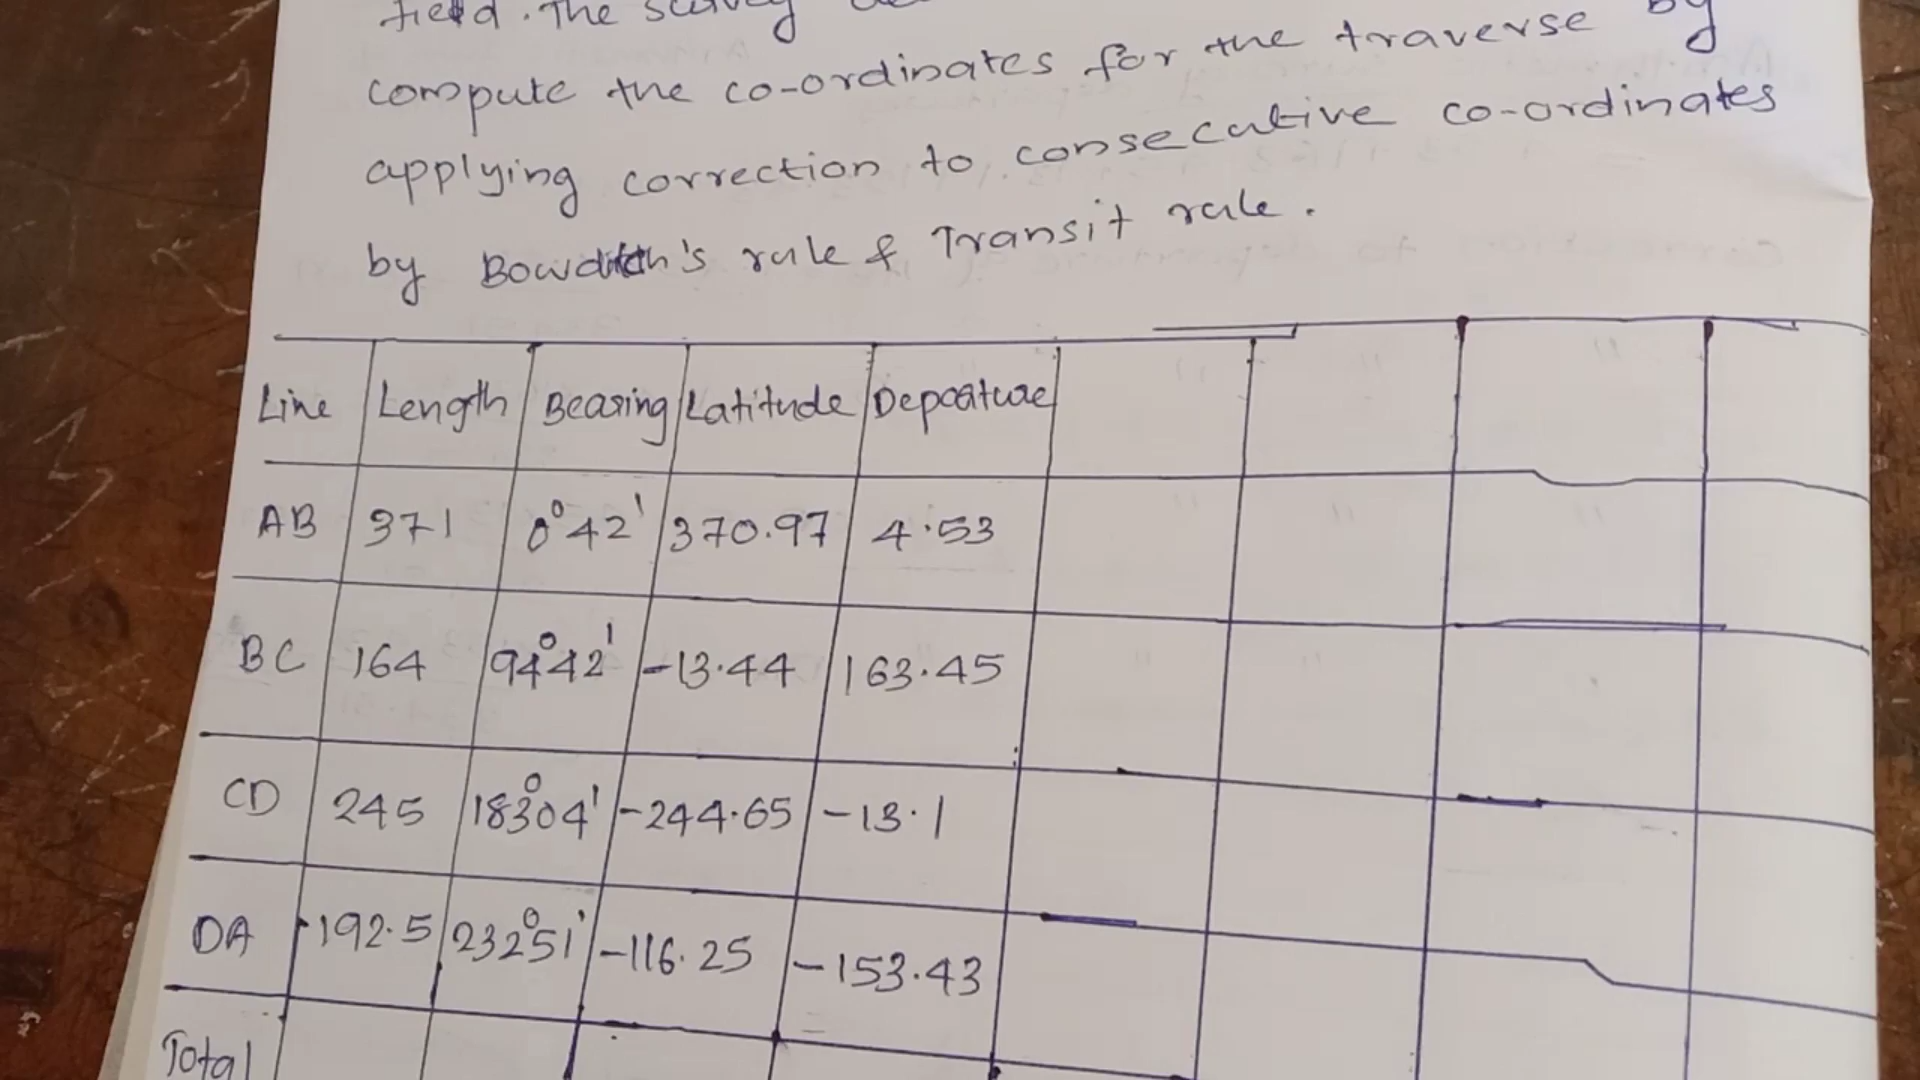 field. The survey
compute the co-ordinates for the traverse by
applying correction to consecutive co-ordinates
by Bowditch's rule & Transit rule.
Line Length Bearing Latitude Depoature
AB 371 0°42' 370.97 4.53
BC 164 94°42' -13.44 163.45
CD 245 183°04' -244.65 -13.1
DA 192.5 232°51' -116.25 -153.43
Total